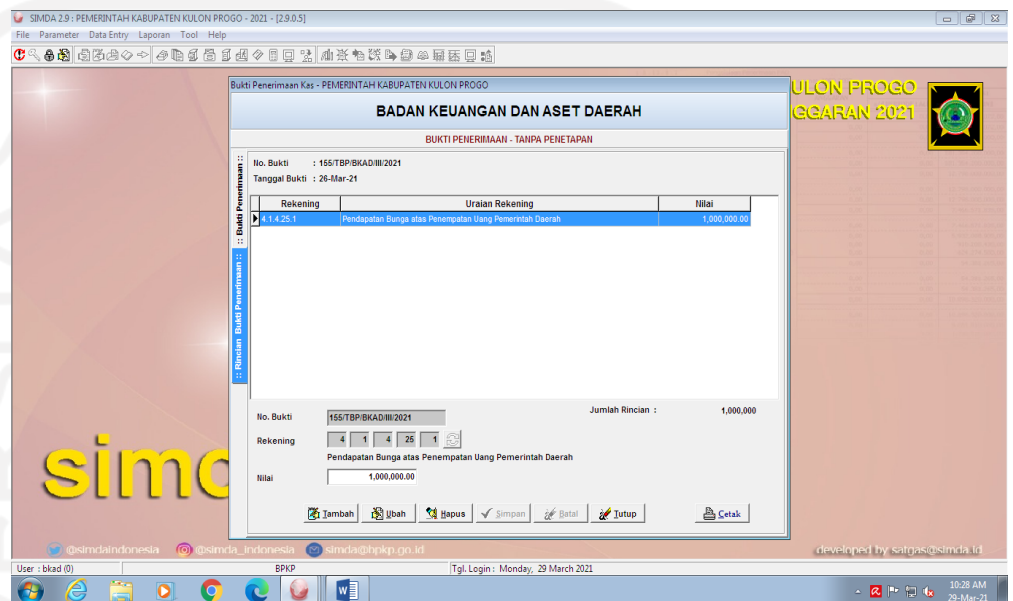 SIMDA 2.9 : PEMERINTAH KABUPATEN KULON PROGO - 2021 - [2.9.0.5]
File Parameter Data Entry Laporan Tool Help
ULON PROGO
GGARAN 2021
Bukti Penerimaan Kas - PEMERINTAH KABUPATEN KULON PROGO
BADAN KEUANGAN DAN ASET DAERAH
BUKTI PENERIMAAN - TANPA PENETAPAN
:: Bukti Penerimaan ::
:: Rincian Bukti Penerimaan ::
No. Bukti : 155/TBP/BKAD/III/2021
Tanggal Bukti : 26-Mar-21
Rekening Uraian Rekening Nilai
4.1.4.25.1 Pendapatan Bunga atas Penempatan Uang Pemerintah Daerah 1,000,000.00
Jumlah Rincian : 1,000,000
No. Bukti 155/TBP/BKAD/III/2021
Rekening 4 1 4 25 1
Pendapatan Bunga atas Penempatan Uang Pemerintah Daerah
Nilai 1,000,000.00
Tambah Ubah Hapus Simpan Batal Tutup Cetak
simd
@simdaindonesia @simda_indonesia simda@bpkp.go.id developed by satgas@simda.id
User : bkad (0) BPKP Tgl. Login : Monday, 29 March 2021
10:28 AM
29-Mar-21